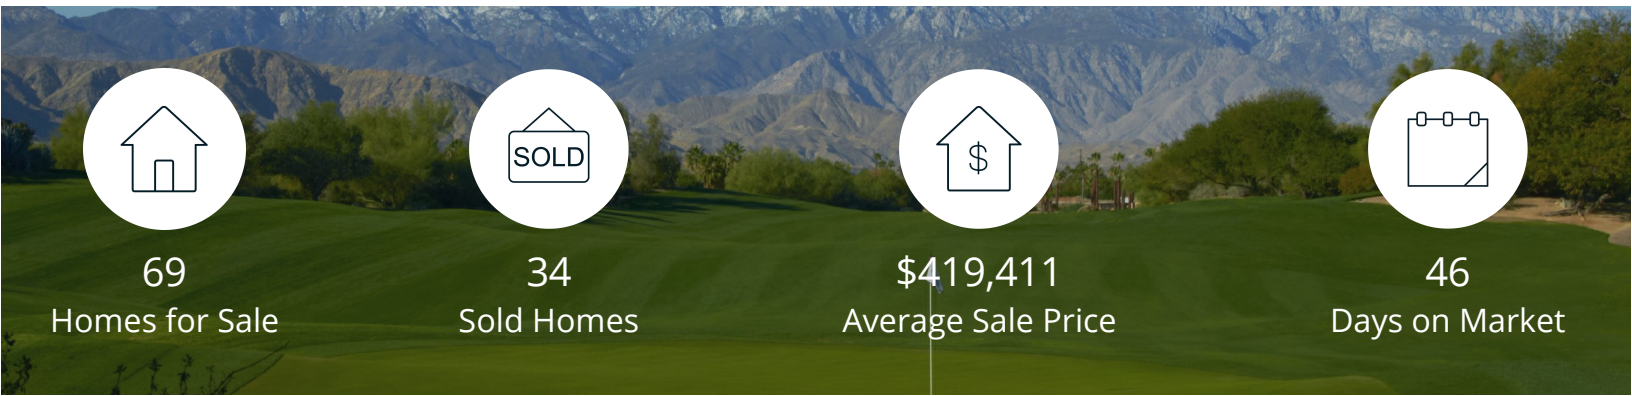 SOLD
$
69
Homes for Sale
34
Sold Homes
$419,411
Average Sale Price
46
Days on Market